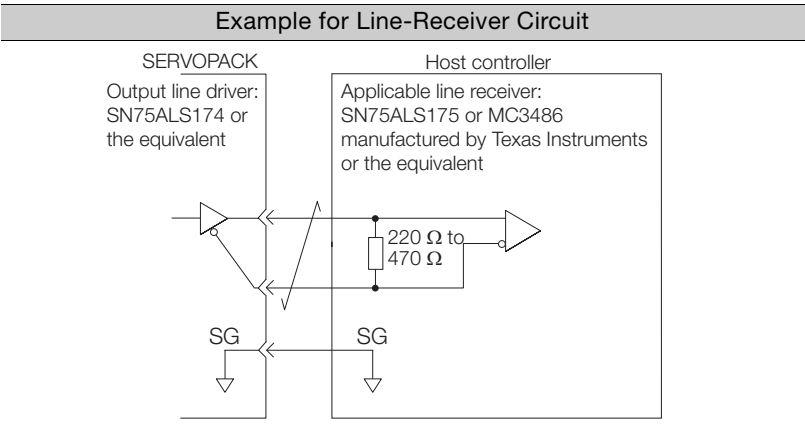 Example for Line-Receiver Circuit
SERVOPACK
Host controller
Output line driver:
SN75ALS174 or
the equivalent
Applicable line receiver:
SN75ALS175 or MC3486
manufactured by Texas Instruments
or the equivalent
220 Ω to
470 Ω
SG
SG